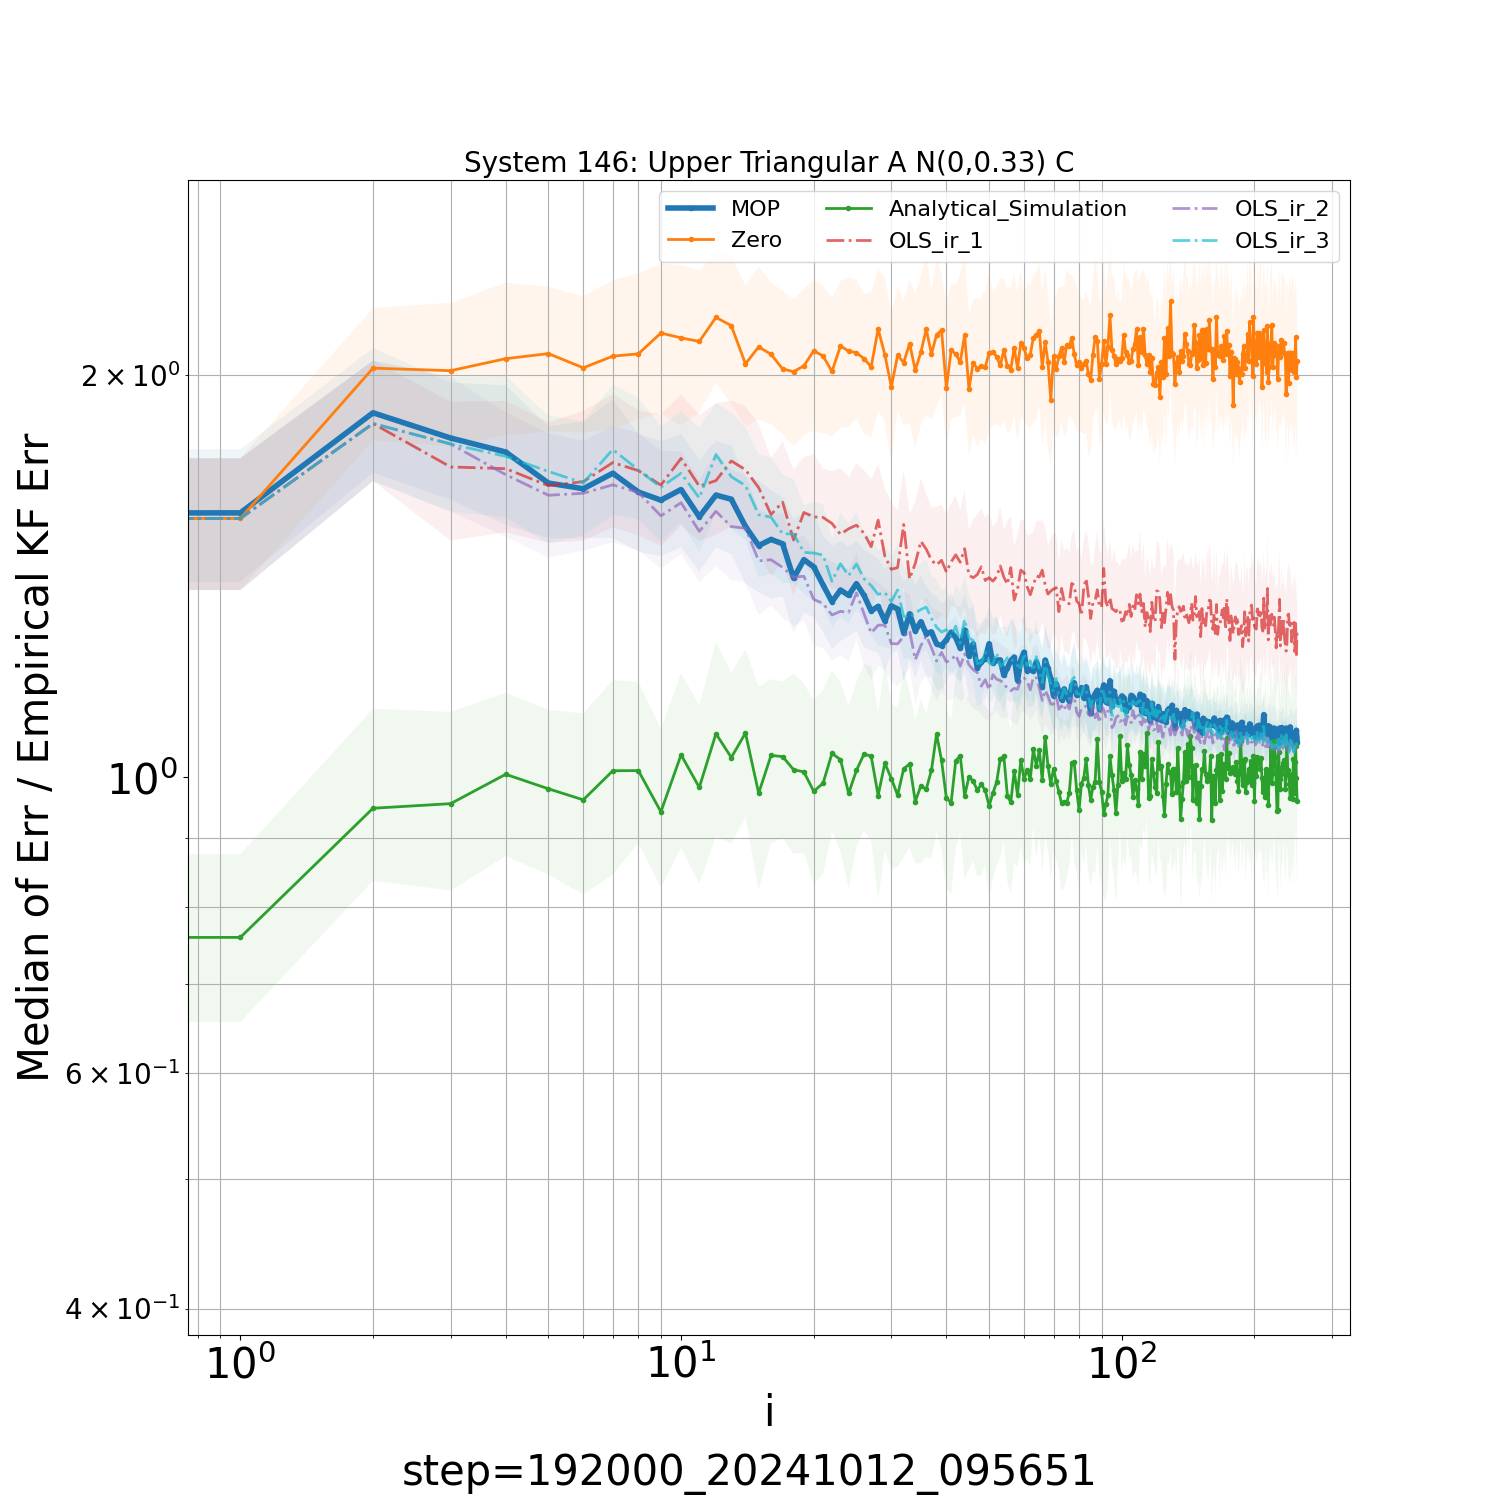 System 146: Upper Triangular A N(0,0.33) C
MOP
Zero
Analytical_Simulation
OLS_ir_1
OLS_ir_2
OLS_ir_3
Median of Err / Empirical KF Err
2 × 10⁰
10⁰
6 × 10⁻¹
4 × 10⁻¹
10⁰ 10¹ 10²
i
step=192000_20241012_095651